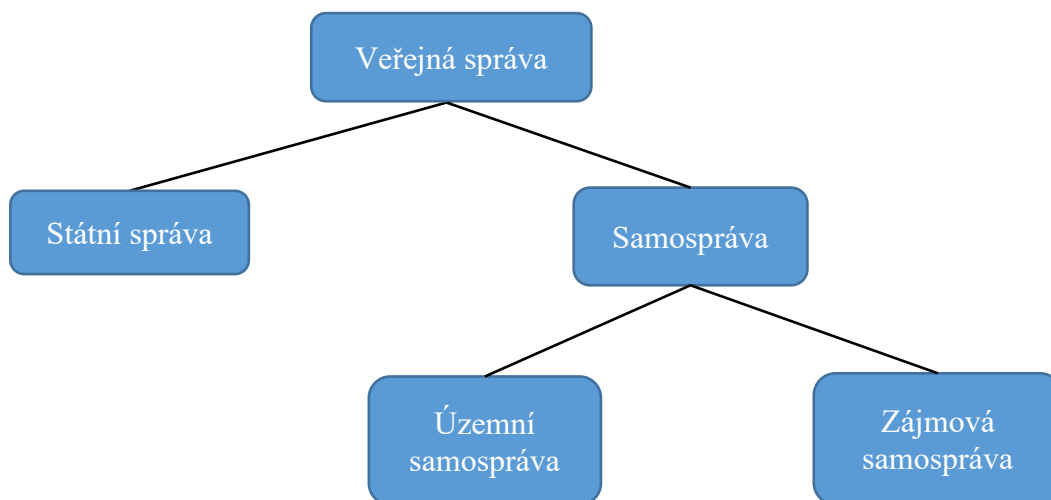 Veřejná správa
Státní správa
Samospráva
Územní
samospráva
Zájmová
samospráva